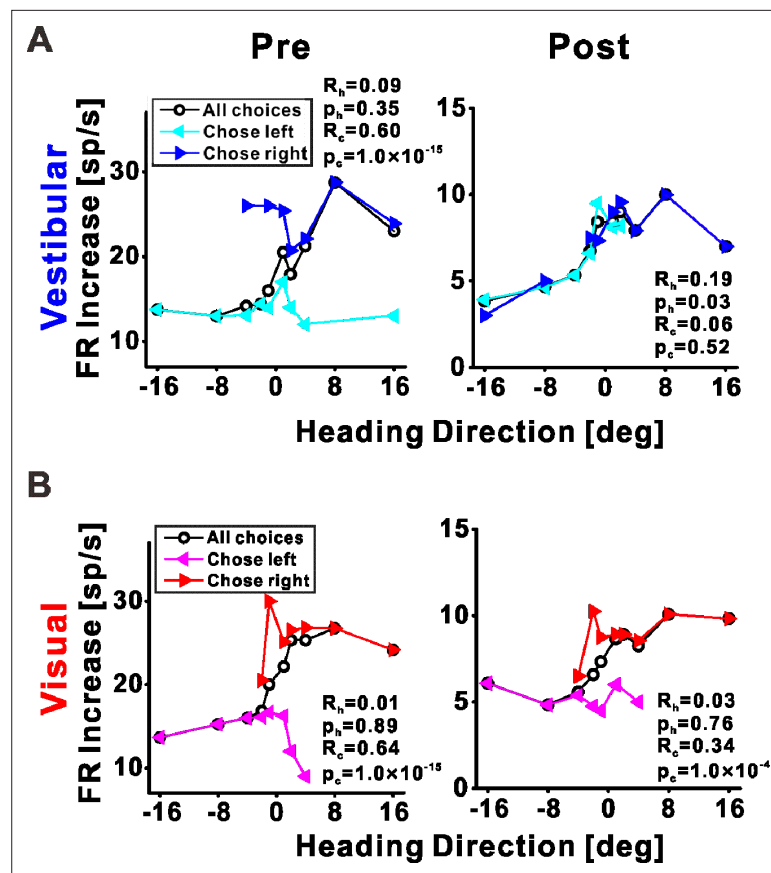 A
Pre
Post
Vestibular
FR Increase [sp/s]
All choices
Chose left
Chose right
Rh=0.09
ph=0.35
Rc=0.60
pc=1.0×10-15
30
20
10
-16 -8 0 8 16
15
10
5
0
Rh=0.19
ph=0.03
Rc=0.06
pc=0.52
-16 -8 0 8 16
Heading Direction [deg]
B
Visual
FR Increase [sp/s]
All choices
Chose left
Chose right
30
20
10
Rh=0.01
ph=0.89
Rc=0.64
pc=1.0×10-15
-16 -8 0 8 16
15
10
5
0
Rh=0.03
ph=0.76
Rc=0.34
pc=1.0×10-4
-16 -8 0 8 16
Heading Direction [deg]